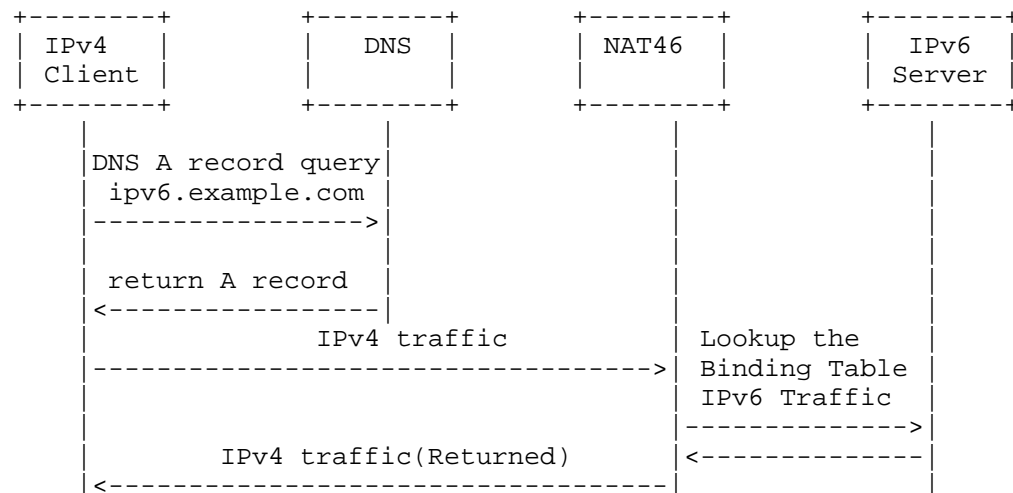 IPv4 DNS NAT46 IPv6
Client Server
DNS A record query
ipv6.example.com
return A record
IPv4 traffic Lookup the
Binding Table
IPv6 Traffic
IPv4 traffic(Returned)